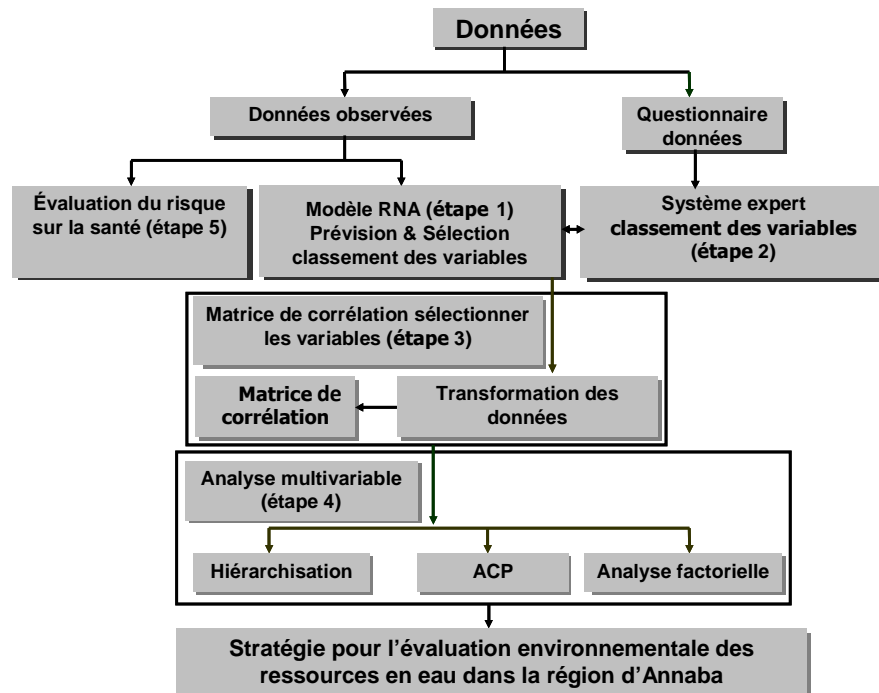 Données
Données observées
Questionnaire
données
Évaluation du risque
sur la santé (étape 5)
Modèle RNA (étape 1)
Prévision & Sélection
classement des variables
Système expert
classement des variables
(étape 2)
Matrice de corrélation sélectionner
les variables (étape 3)
Matrice de
corrélation
Transformation des
données
Analyse multivariable
(étape 4)
Hiérarchisation
ACP
Analyse factorielle
Stratégie pour l’évaluation environnementale des
ressources en eau dans la région d’Annaba